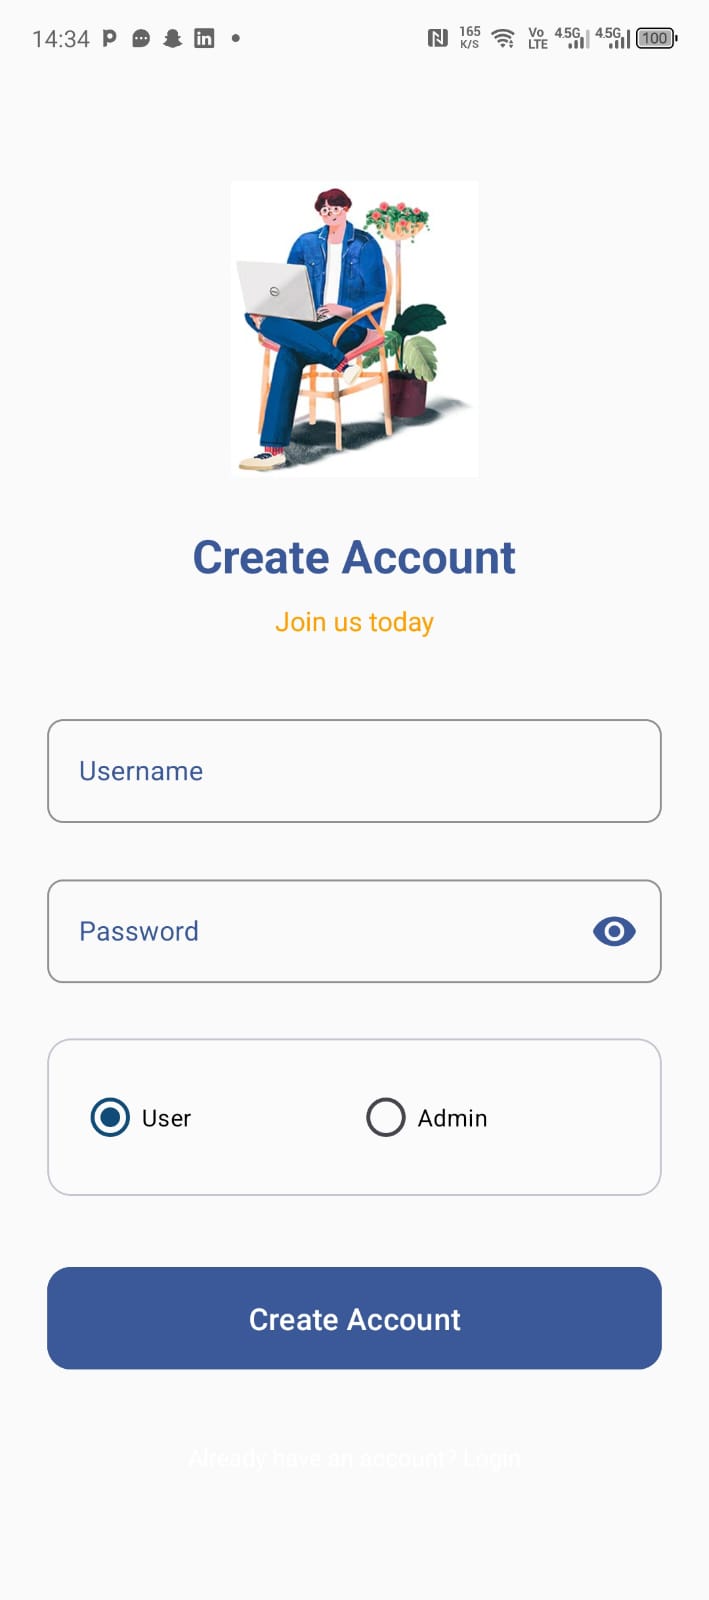 14:34
165
K/S
Vo
LTE
4.5G
4.5G
100
Create Account
Join us today
Username
Password
User
Admin
Create Account
Already have an account? Login